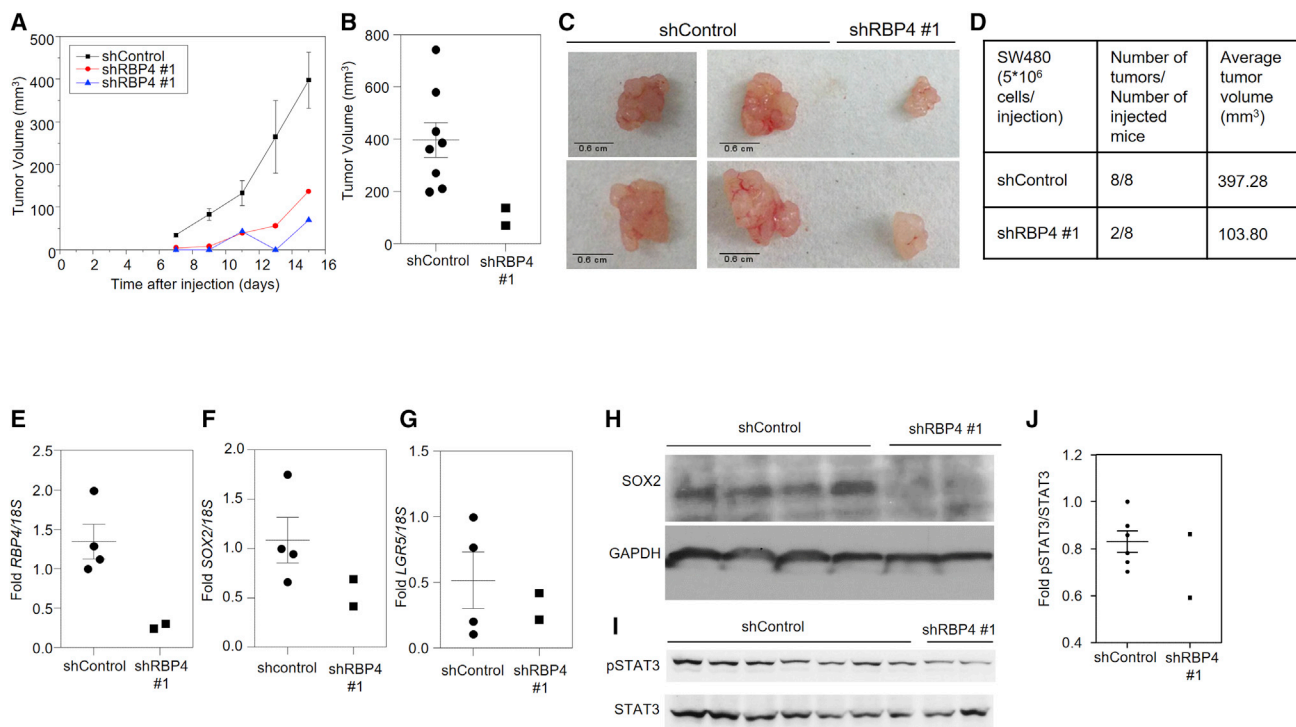 A
500
400
300
200
100
0
Tumor Volume (mm³)
shControl
shRBP4 #1
shRBP4 #1
0 2 4 6 8 10 12 14 16
Time after injection (days)
B
800
600
400
200
0
Tumor Volume (mm³)
shControl
shRBP4
#1
C
shControl
shRBP4 #1
0.6 cm
0.6 cm
0.6 cm
0.6 cm
D
SW480
(5*10⁶
cells/
injection)
Number of
tumors/
Number of
injected
mice
Average
tumor
volume
(mm³)
shControl
8/8
397.28
shRBP4 #1
2/8
103.80
E
2.5
2.0
1.5
1.0
0.5
0.0
Fold RBP4/18S
shControl
shRBP4
#1
F
2.0
1.5
1.0
0.5
0.0
Fold SOX2/18S
shcontrol
shRBP4
#1
G
1.5
1.0
0.5
0.0
Fold LGR5/18S
shControl
shRBP4
#1
H
shControl
shRBP4 #1
SOX2
GAPDH
I
shControl
shRBP4 #1
pSTAT3
STAT3
J
1.2
1.0
0.8
0.6
0.4
Fold pSTAT3/STAT3
shControl
shRBP4
#1